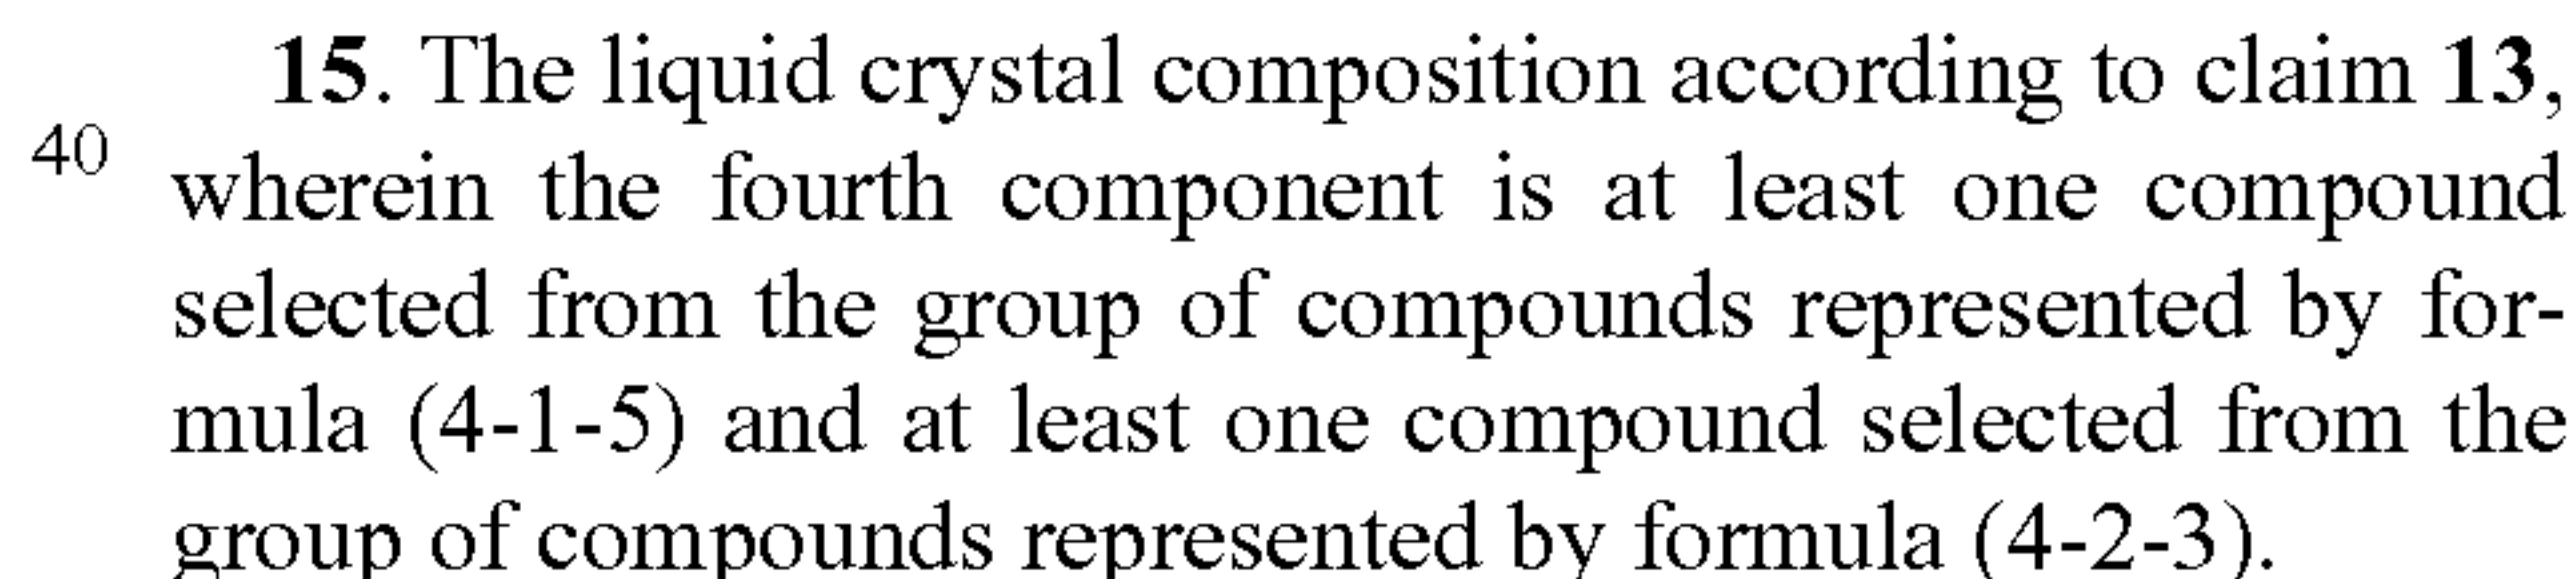 15. The liquid crystal composition according to claim 13,
40
wherein the fourth component is at least one compound
selected from the group of compounds represented by for-
mula (4-1-5) and at least one compound selected from the
group of compounds represented by formula (4-2-3).